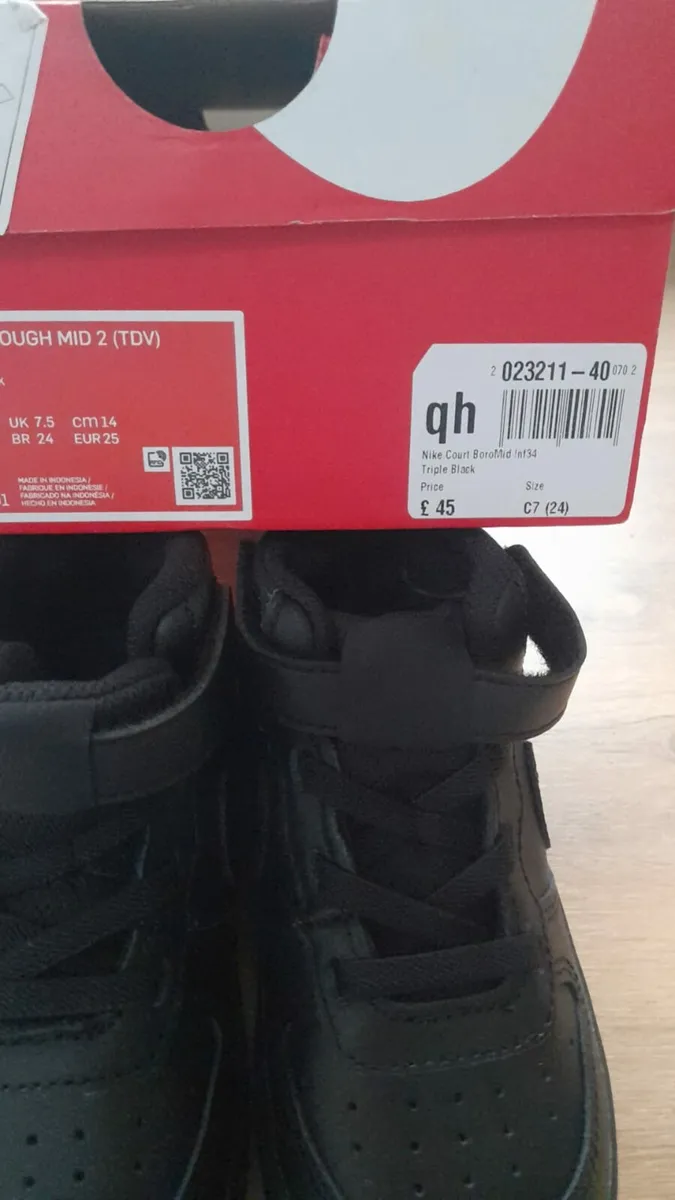 OUGH MID 2 (TDV)
K
UK 7.5 cm 14
BR 24 EUR 25
MADE IN INDONESIA /
FABRIQUE EN INDONESIE /
FABRICADO NA INDONÉSIA /
HECHO EN INDONESIA
2 023211-40 070 2
qh
Nike Court BoroMid Inf34
Triple Black
Price Size
£ 45 C7 (24)